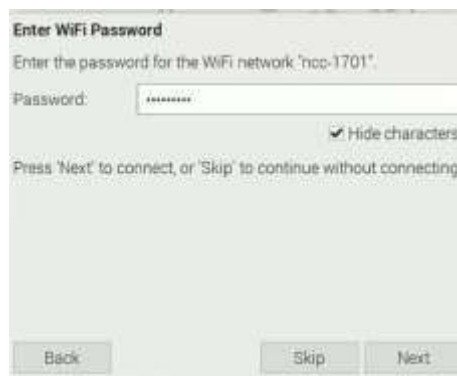 Enter WiFi Password
Enter the password for the WiFi network "ncc-1701".
Password: •••••••••
Hide characters
Press 'Next' to connect, or 'Skip' to continue without connecting
Back Skip Next